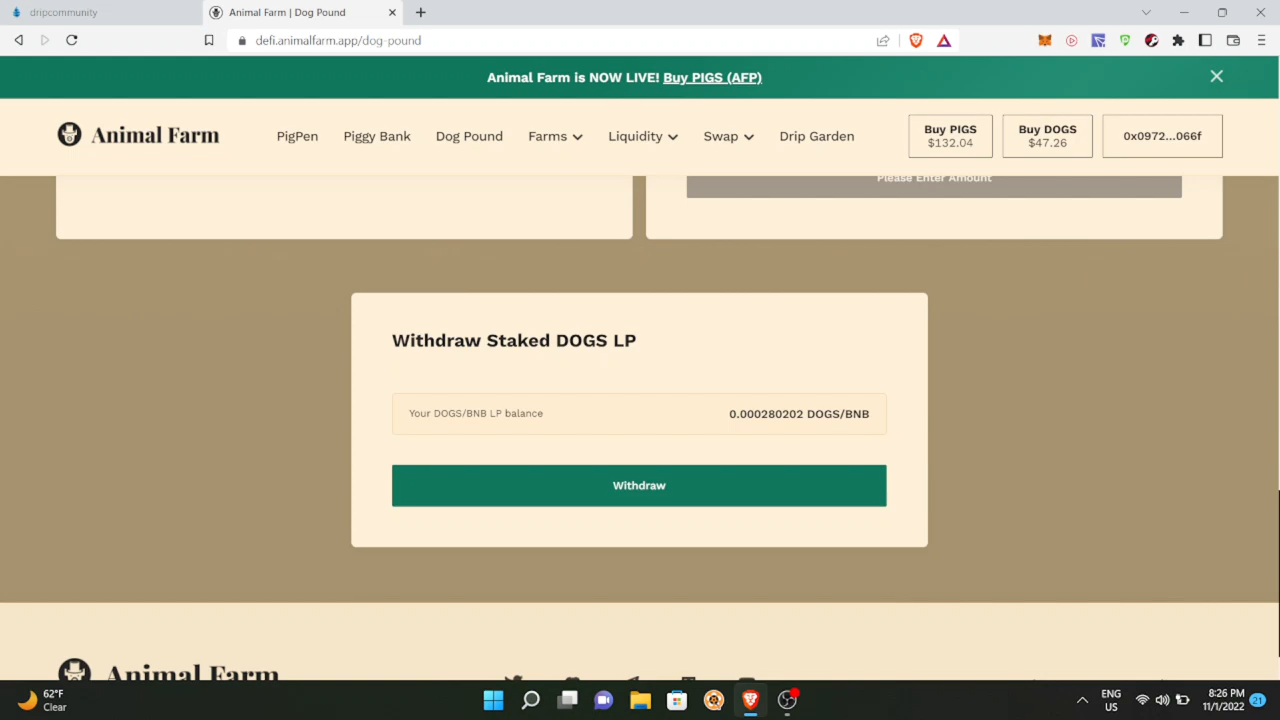 dripcommunity
Animal Farm | Dog Pound
defi.animalfarm.app/dog-pound
Animal Farm is NOW LIVE! Buy PIGS (AFP)
Animal Farm
PigPen
Piggy Bank
Dog Pound
Farms
Liquidity
Swap
Drip Garden
Buy PIGS
$132.04
Buy DOGS
$47.26
0x0972...066f
Please Enter Amount
Withdraw Staked DOGS LP
Your DOGS/BNB LP balance
0.000280202 DOGS/BNB
Withdraw
Animal Farm
62°F
Clear
ENG
US
8:26 PM
11/1/2022
21